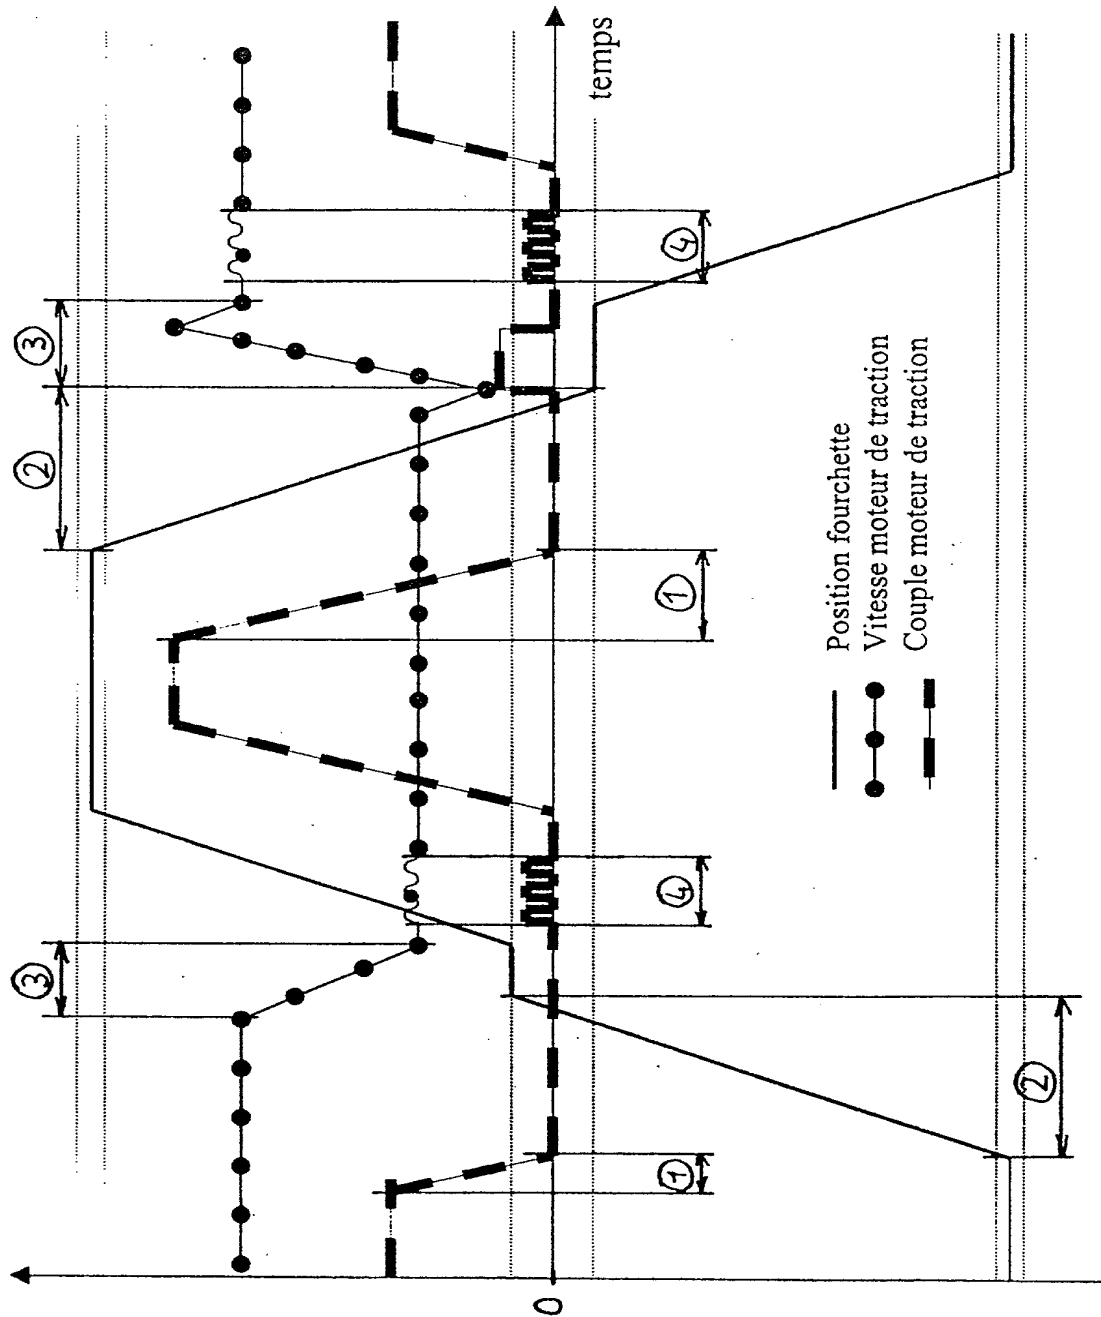 ③
②
③
④
①
④
①
②
0
temps
Position fourchette
Vitesse moteur de traction
Couple moteur de traction